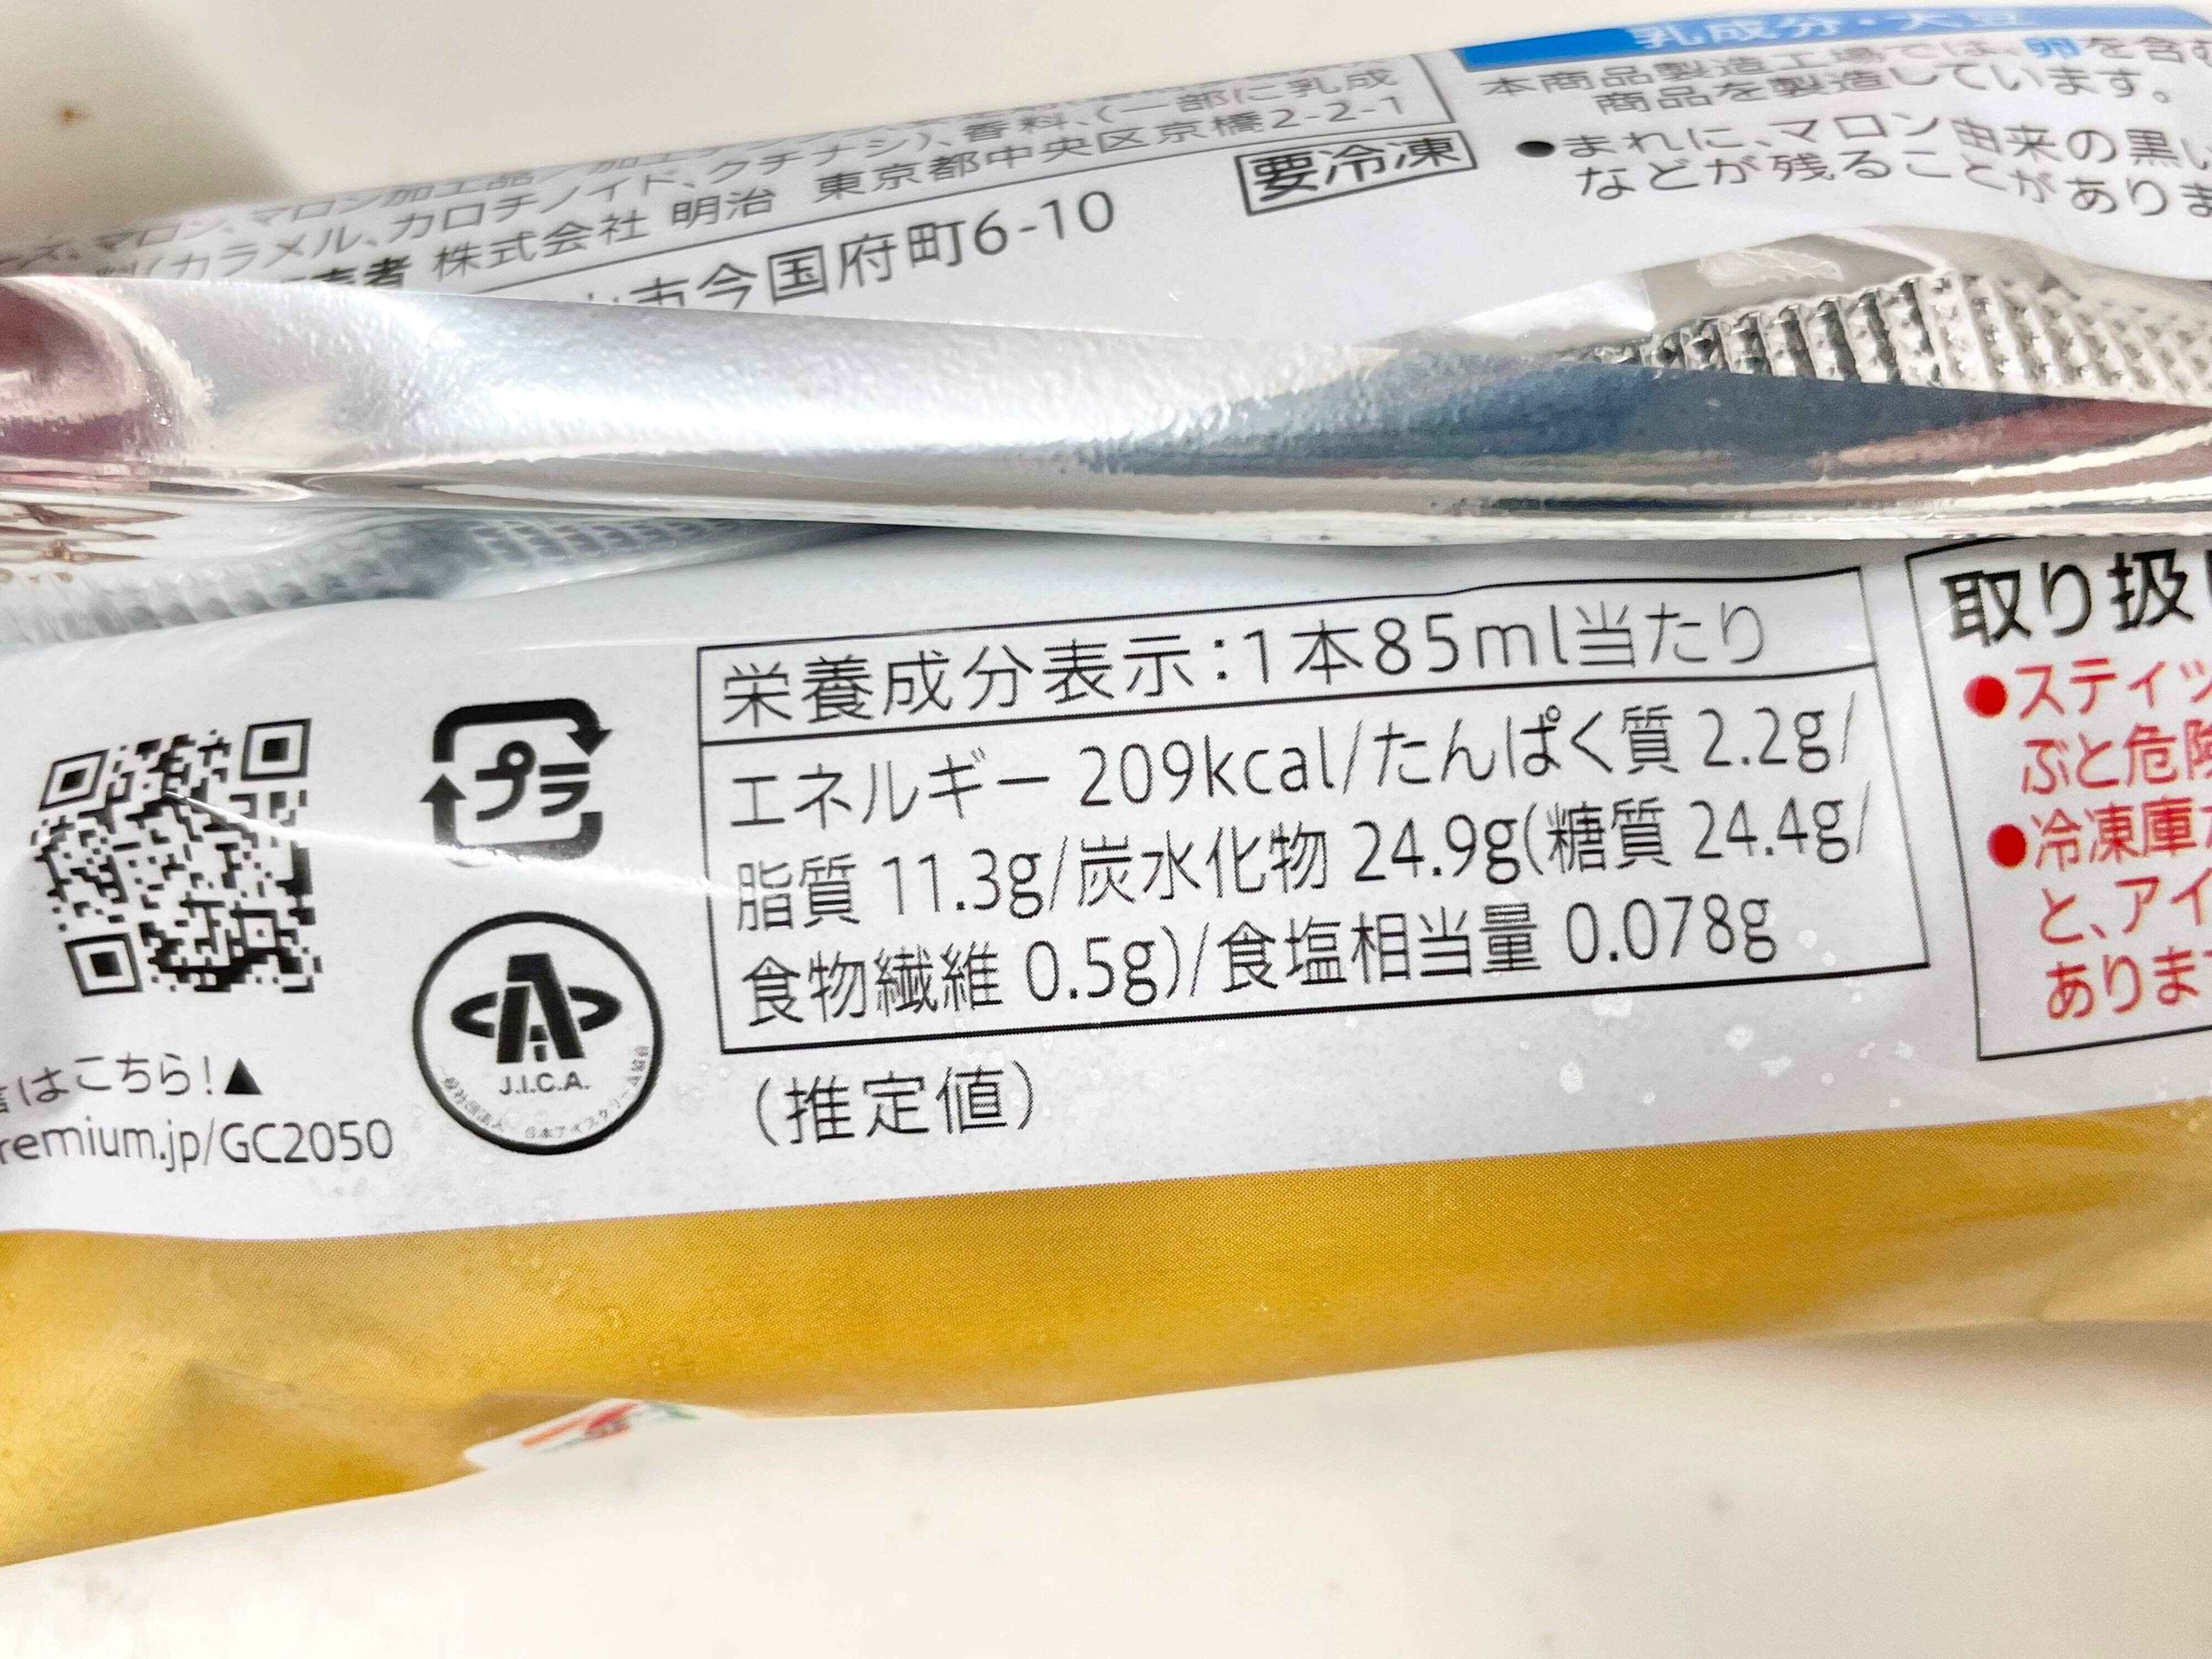 乳成分・大豆
本商品製造工場では、卵を含む
商品を製造しています。
●まれに、マロン由来の黒い
などが残ることがありま
マロン、マロン加工品
(カラメル、カロチノイド、クチナシ)、香料、(一部に乳成
売者 株式会社 明治 東京都中央区京橋2-2-1
市今国府町6-10
要冷凍
栄養成分表示:1本85ml当たり
エネルギー 209kcal/たんぱく質 2.2g/
脂質 11.3g/炭水化物 24.9g(糖質 24.4g/
食物繊維 0.5g)/食塩相当量 0.078g
(推定値)
プラ
J.I.C.A.
はこちら!▲
remium.jp/GC2050
取り扱
●スティッ
ぶと危険
●冷凍庫
と、アイ
ありま